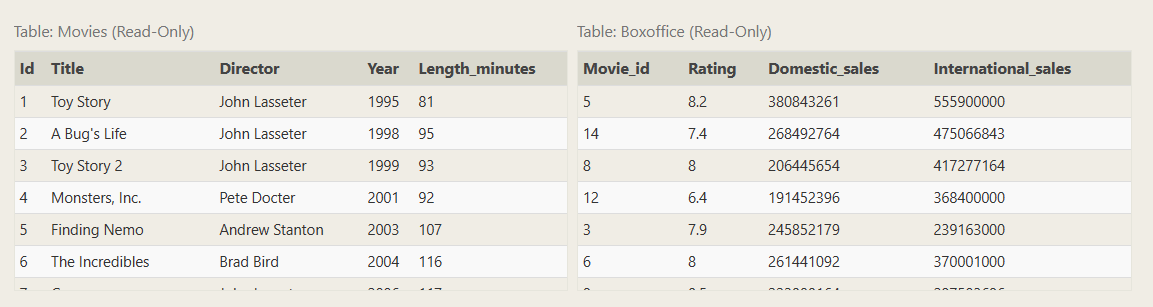 Table: Movies (Read-Only)
Id Title Director Year Length_minutes
1 Toy Story John Lasseter 1995 81
2 A Bug's Life John Lasseter 1998 95
3 Toy Story 2 John Lasseter 1999 93
4 Monsters, Inc. Pete Docter 2001 92
5 Finding Nemo Andrew Stanton 2003 107
6 The Incredibles Brad Bird 2004 116
Table: Boxoffice (Read-Only)
Movie_id Rating Domestic_sales International_sales
5 8.2 380843261 555900000
14 7.4 268492764 475066843
8 8 206445654 417277164
12 6.4 191452396 368400000
3 7.9 245852179 239163000
6 8 261441092 370001000